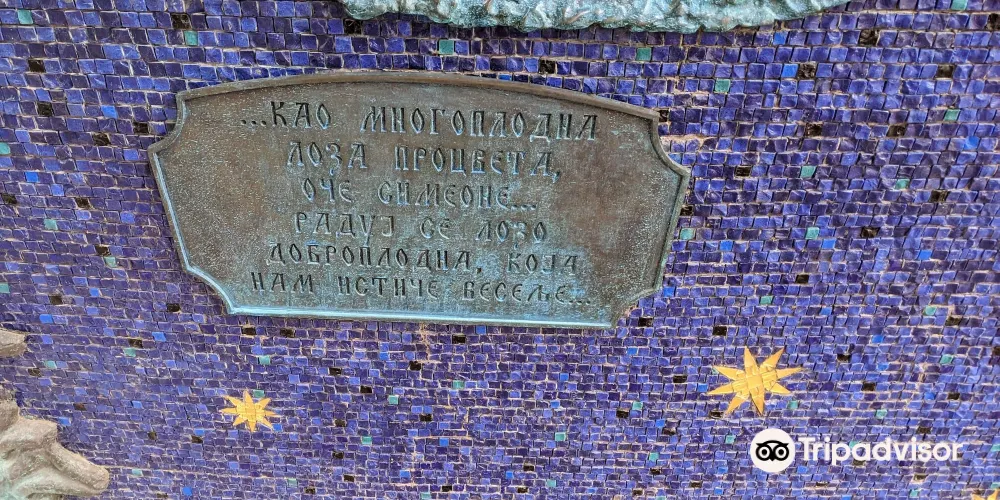 ...КАО МНОГОПЛОДНА
ЛОЗА ПРОЦВЕТА,
ОЧЕ СИМЕОНЕ...
РАДУЈ СЕ ЛОЗО
ДОБРОПЛОДНА, КОЈА
НАМ ИСТИЧЕ ВЕСЕЉЕ...
Tripadvisor